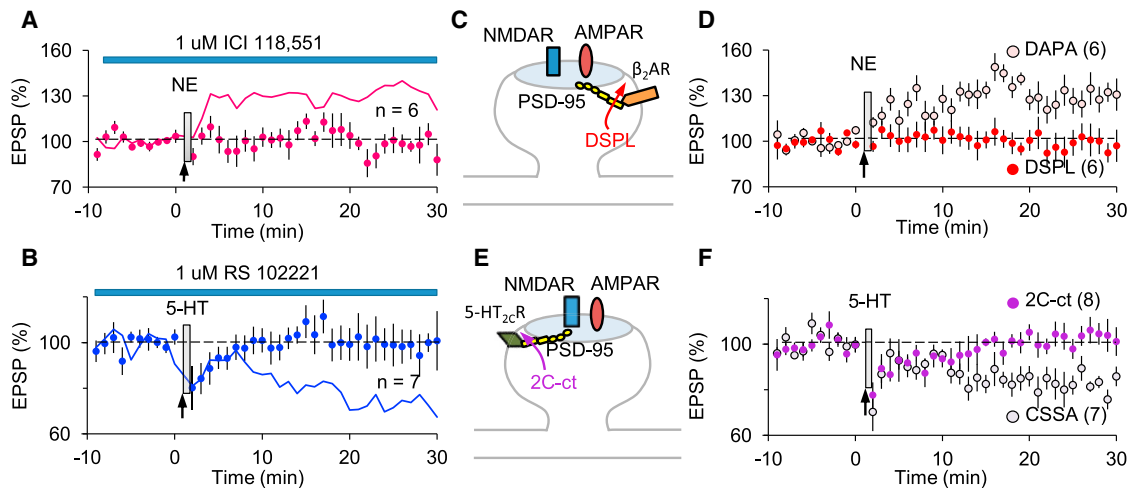 A
1 uM ICI 118,551
160
130
100
70
EPSP (%)
NE
n = 6
-10 0 10 20 30
Time (min)
B
1 uM RS 102221
100
60
EPSP (%)
5-HT
n = 7
-10 0 10 20 30
Time (min)
C
NMDAR AMPAR
β2AR
PSD-95
DSPL
D
160
130
100
70
EPSP (%)
NE
DAPA (6)
DSPL (6)
-10 0 10 20 30
Time (min)
E
NMDAR AMPAR
5-HT2CR
PSD-95
2C-ct
F
100
60
EPSP (%)
5-HT
2C-ct (8)
CSSA (7)
-10 0 10 20 30
Time (min)